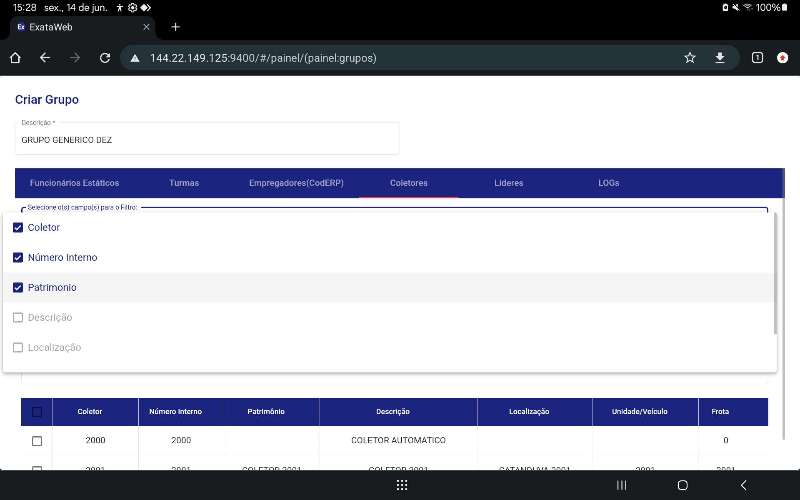 15:28 sex., 14 de jun. 100%
Ex ExataWeb
144.22.149.125:9400/#/painel/(painel:grupos) 1
Criar Grupo
Descrição *
GRUPO GENERICO DEZ
Funcionários Estáticos Turmas Empregadores(CodERP) Coletores Líderes LOGs
Selecione o(s) campo(s) para o Filtro:
Coletor
Número Interno
Patrimonio
Descrição
Localização
Coletor Número Interno Patrimônio Descrição Localização Unidade/Veículo Frota
2000 2000 COLETOR AUTOMATICO 0
2001 2001 COLETOR 2001 COLETOR 2001 CATANDUVA 2001 2001 2001